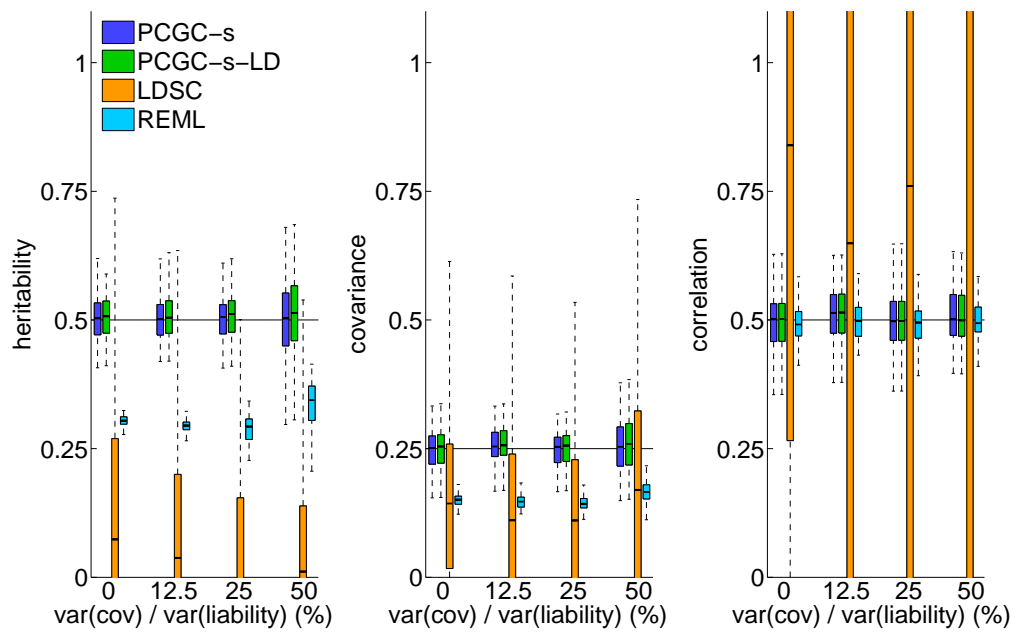 PCGC-s
PCGC-s-LD
LDSC
REML
heritability
1
0.75
0.5
0.25
0
0 12.5 25 50
var(cov) / var(liability) (%)
covariance
1
0.75
0.5
0.25
0
0 12.5 25 50
var(cov) / var(liability) (%)
correlation
1
0.75
0.5
0.25
0
0 12.5 25 50
var(cov) / var(liability) (%)